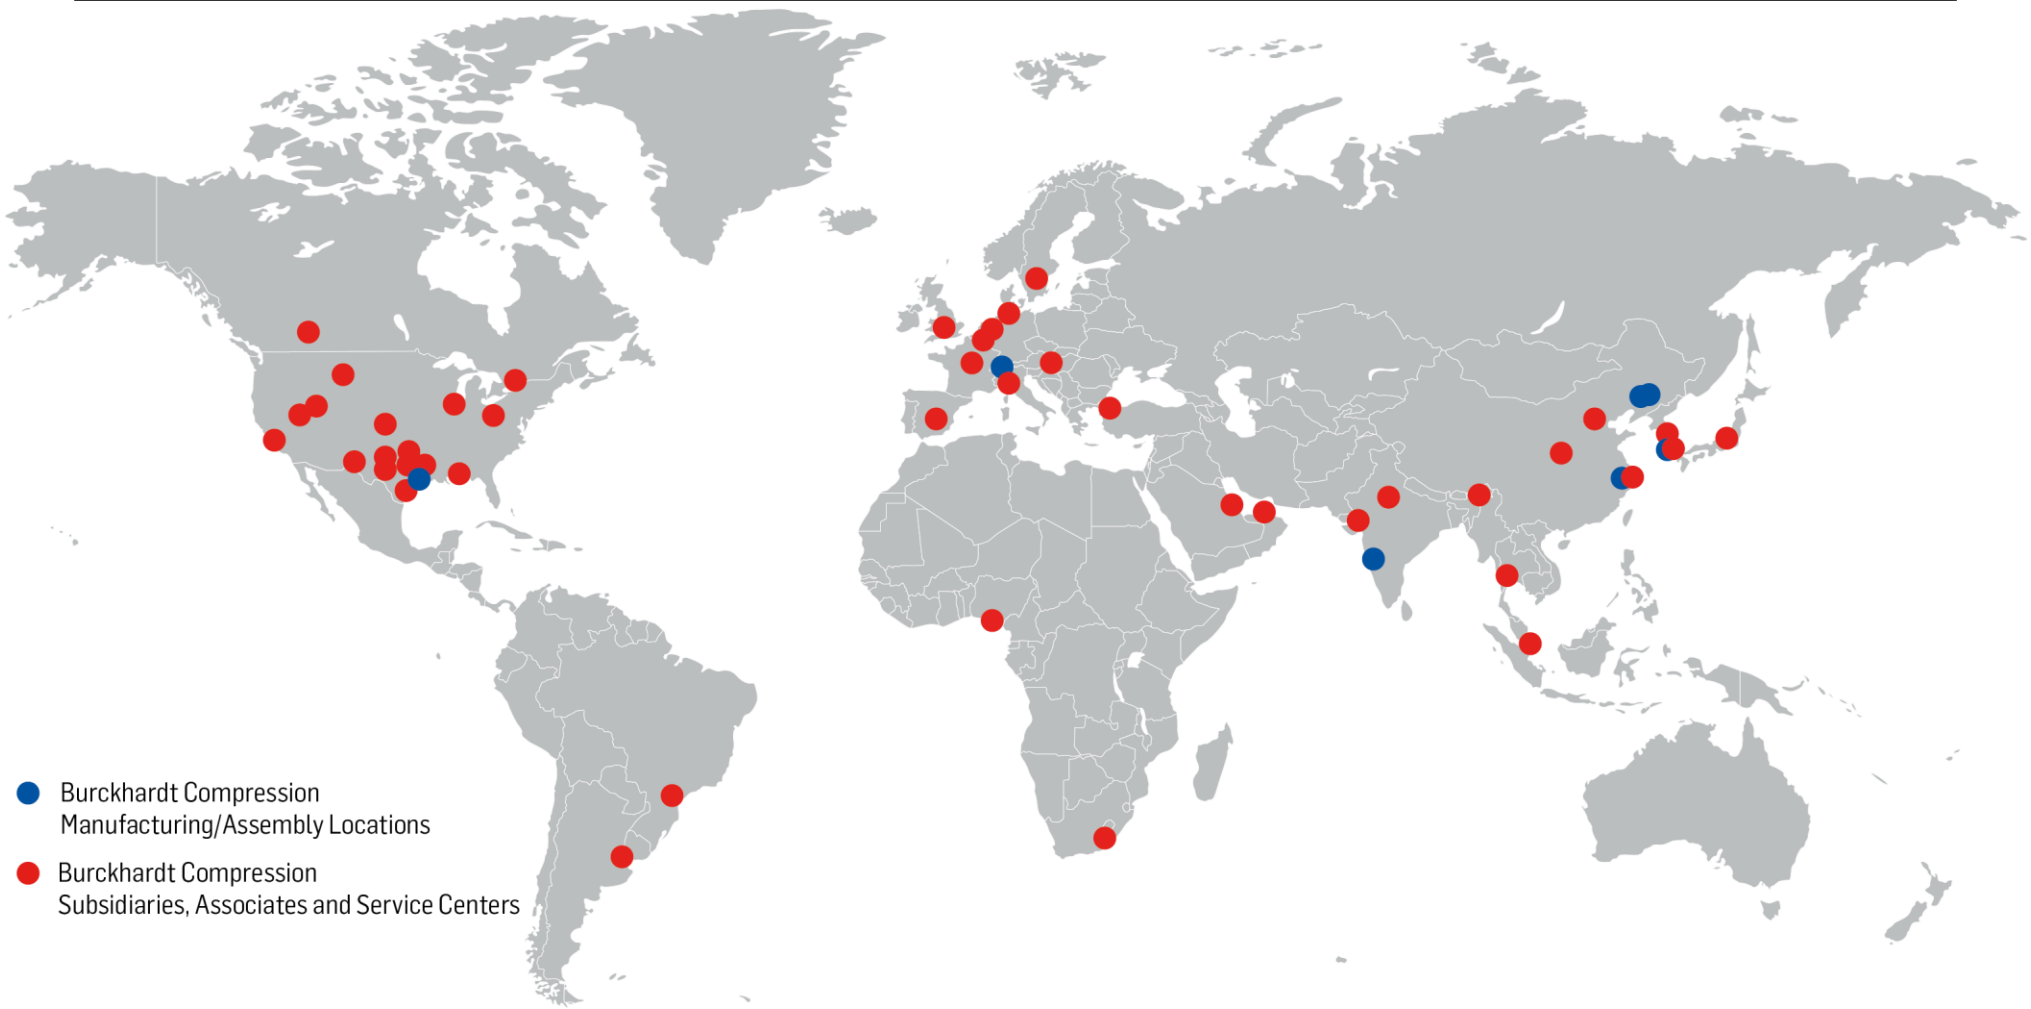 Burckhardt Compression
Manufacturing/Assembly Locations
Burckhardt Compression
Subsidiaries, Associates and Service Centers